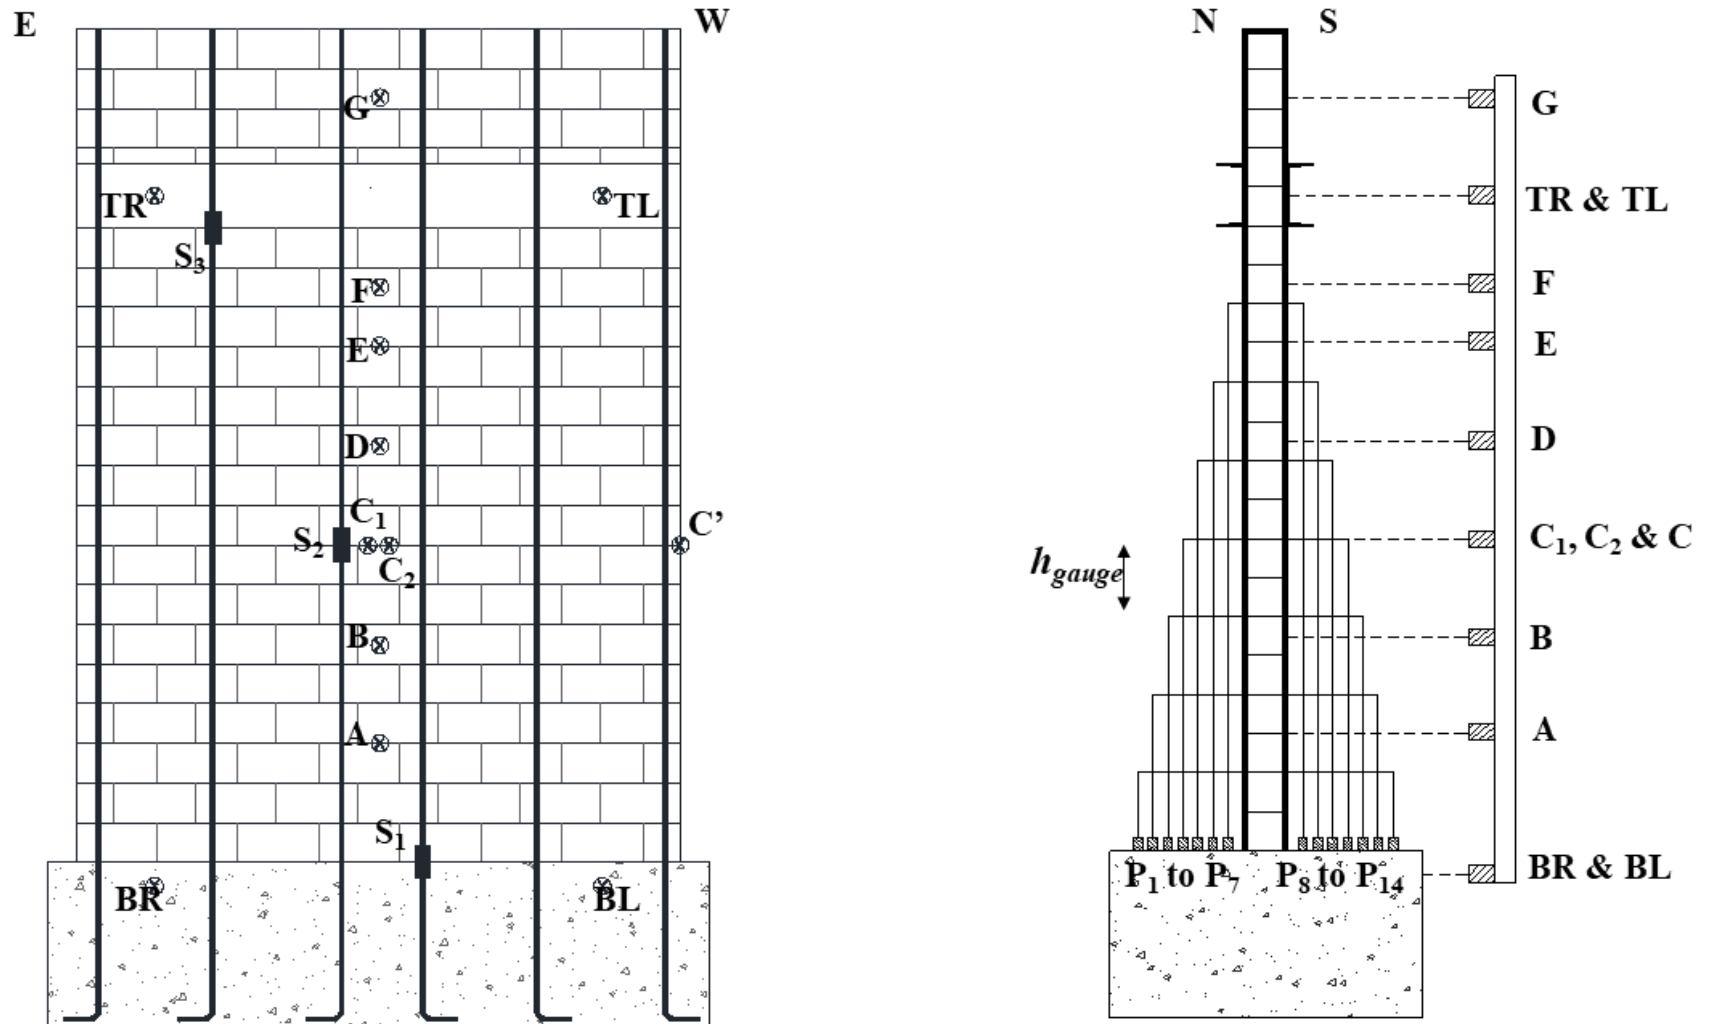 E
W
G
TR
TL
S3
F
E
D
C1
S2
C2
C’
B
A
S1
BR
BL
N
S
G
TR & TL
F
E
D
C1, C2 & C
hgauge
B
A
P1 to P7
P8 to P14
BR & BL